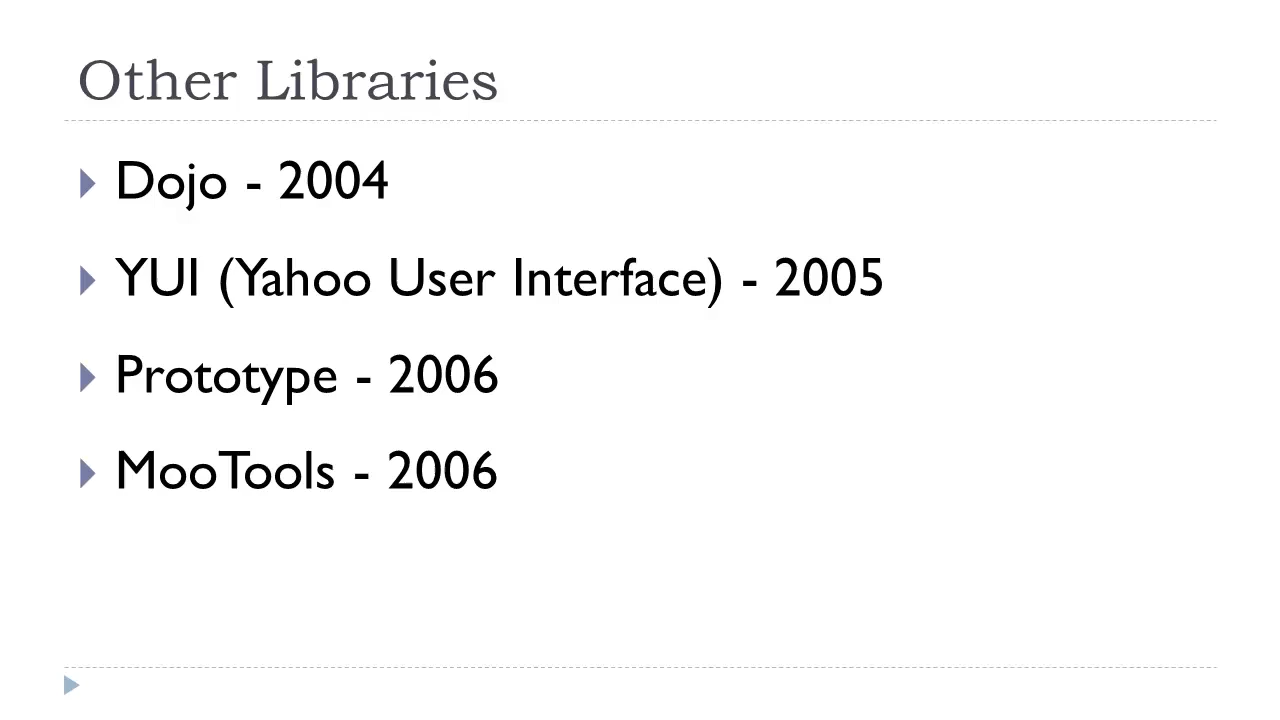 Other Libraries
Dojo - 2004
YUI (Yahoo User Interface) - 2005
Prototype - 2006
MooTools - 2006